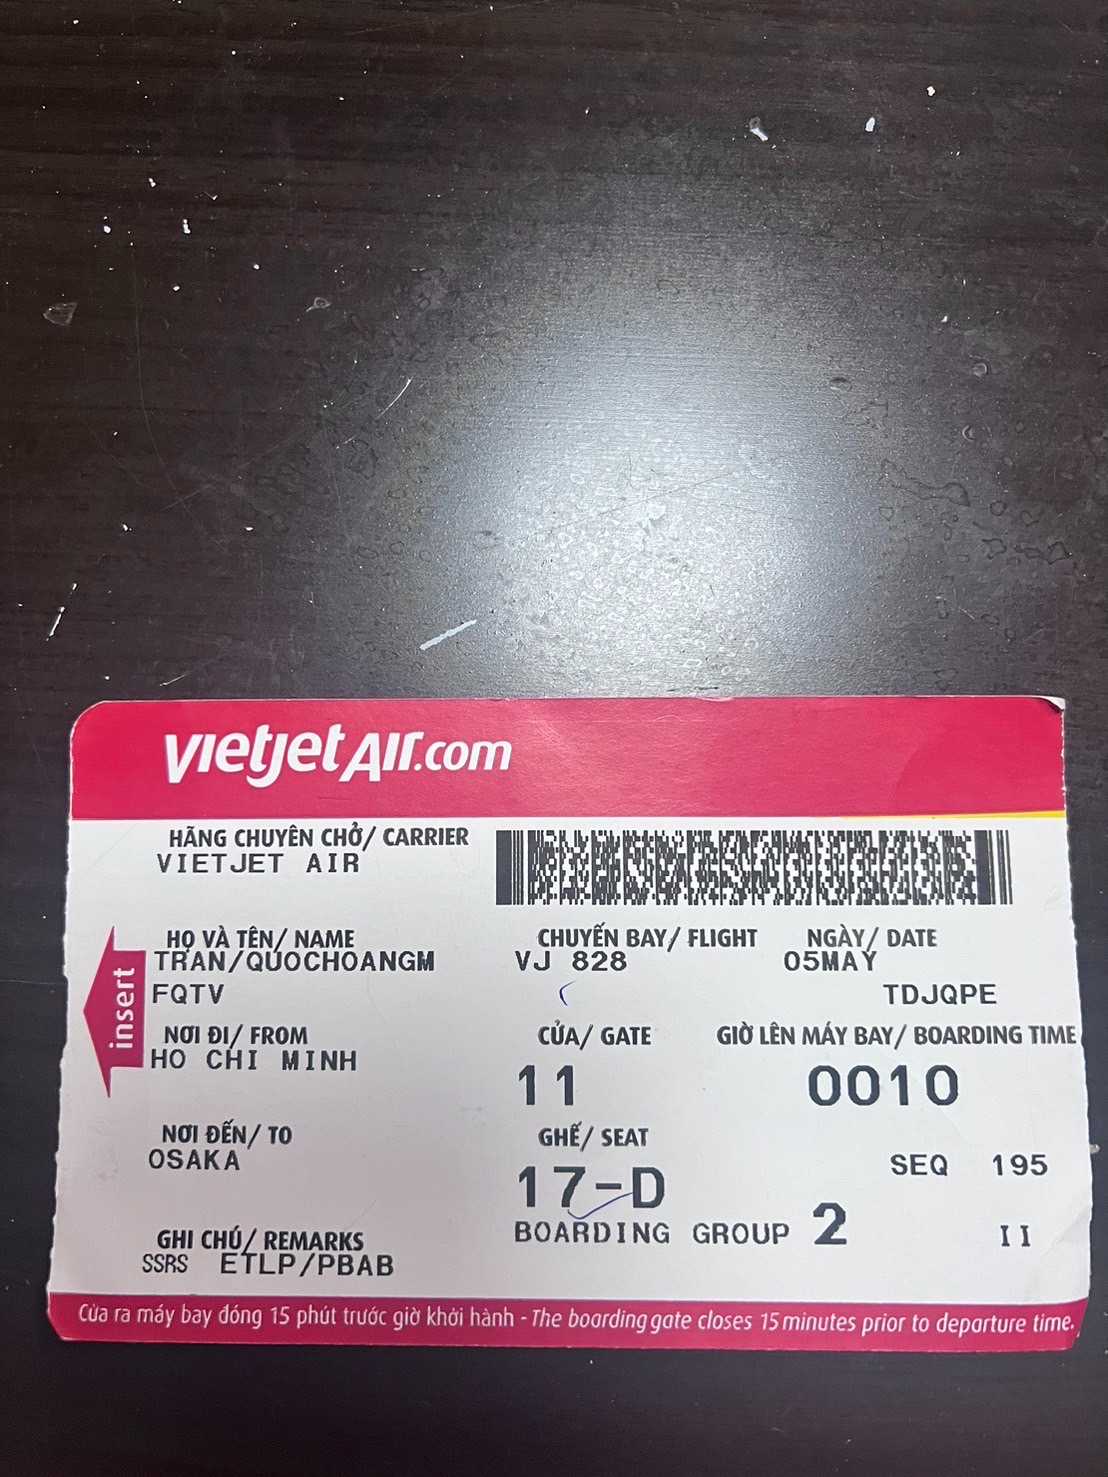 vietjetAir.com
HÃNG CHUYÊN CHỞ/ CARRIER
VIETJET AIR
HỌ VÀ TÊN/ NAME
TRAN/QUOCHOANGM
CHUYẾN BAY/ FLIGHT
VJ 828
NGÀY/ DATE
05MAY
FQTV
TDJQPE
insert
NƠI ĐI/ FROM
HO CHI MINH
CỬA/ GATE
11
GIỜ LÊN MÁY BAY/ BOARDING TIME
0010
NƠI ĐẾN/ TO
OSAKA
GHẾ/ SEAT
17-D
SEQ 195
BOARDING GROUP 2
II
GHI CHÚ/ REMARKS
SSRS ETLP/PBAB
Cửa ra máy bay đóng 15 phút trước giờ khởi hành - The boarding gate closes 15 minutes prior to departure time.